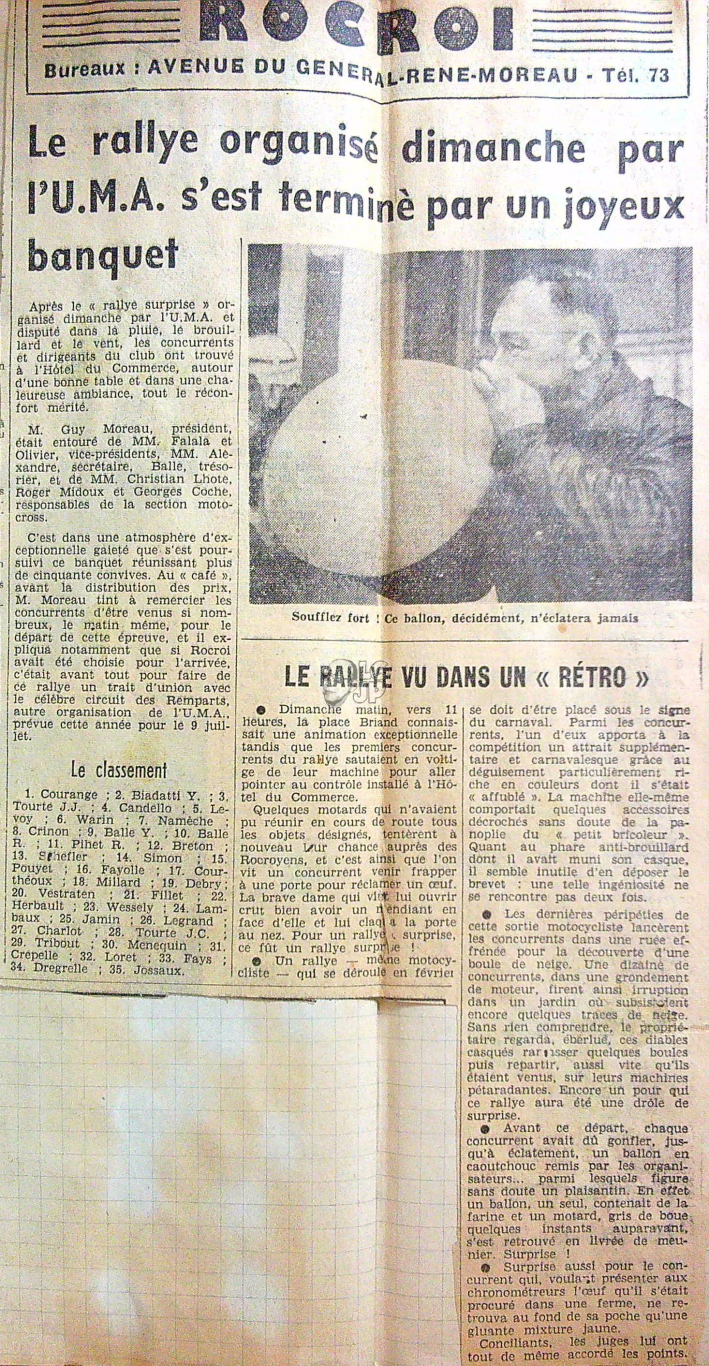 ROCROI
Bureaux : AVENUE DU GENERAL-RENE-MOREAU - Tél. 73
Le rallye organisé dimanche par
l'U.M.A. s'est terminè par un joyeux
banquet
Après le « rallye surprise » or-
ganisé dimanche par l'U.M.A. et
disputé dans la pluie, le brouil-
lard et le vent, les concurrents
et dirigeants du club ont trouvé
à l'Hôtel du Commerce, autour
d'une bonne table et dans une cha-
leureuse ambiance, tout le récon-
fort mérité.
M. Guy Moreau, président,
était entouré de MM. Falala et
Olivier, vice-présidents, MM. Alé-
xandre, secrétaire, Balle, tréso-
rier, et de MM. Christian Lhote,
Roger Midoux et Georges Coche,
responsables de la section moto-
cross.
C'est dans une atmosphère d'ex-
ceptionnelle gaieté que s'est pour-
suivi ce banquet réunissant plus
de cinquante convives. Au « café »,
avant la distribution des prix,
M. Moreau tint à remercier les
concurrents d'être venus si nom-
breux, le matin même, pour le
départ de cette épreuve, et il ex-
pliqua notamment que si Rocroi
avait été choisie pour l'arrivée,
c'était avant tout pour faire de
ce rallye un trait d'union avec
le célèbre circuit des Remparts,
autre organisation de l'U.M.A.,
prévue cette année pour le 9 juil-
let.
Le classement
1. Courange ; 2. Biadatti Y. ; 3.
Tourte J.J. ; 4. Candello ; 5. Le-
voy ; 6. Warin ; 7. Namèche ;
8. Crinon ; 9. Balle Y. ; 10. Balle
R. ; 11. Pihet R. ; 12. Breton ;
13. Schefler ; 14. Simon ; 15.
Pouyet ; 16. Fayolle ; 17. Cour-
théoux ; 18. Millard ; 19. Debry ;
20. Vestraten ; 21. Fillet ; 22.
Herbault ; 23. Wessely ; 24. Lam-
baux ; 25. Jamin ; 26. Legrand ;
27. Charlot ; 28. Tourte J.C. ;
29. Tribout ; 30. Menequin ; 31.
Crépelle ; 32. Loret ; 33. Fays ;
34. Dregrelle ; 35. Jossaux.
Soufflez fort ! Ce ballon, décidément, n'éclatera jamais
LE RALLYE VU DANS UN « RÉTRO »
● Dimanche matin, vers 11
heures, la place Briand connais-
sait une animation exceptionnelle
tandis que les premiers concur-
rents du rallye sautaient en volti-
ge de leur machine pour aller
pointer au contrôle installé à l'Hô-
tel du Commerce.
Quelques motards qui n'avaient
pu réunir en cours de route tous
les objets désignés, tentèrent à
nouveau leur chance auprès des
Rocroyens, et c'est ainsi que l'on
vit un concurrent venir frapper
à une porte pour réclamer un œuf.
La brave dame qui vint lui ouvrir
crut bien avoir un mendiant en
face d'elle et lui claqua la porte
au nez. Pour un rallye surprise,
ce fût un rallye surprise !
● Un rallye — même motocy-
cliste — qui se déroule en février
se doit d'être placé sous le signe
du carnaval. Parmi les concur-
rents, l'un d'eux apporta à la
compétition un attrait supplémen-
taire et carnavalesque grâce au
déguisement particulièrement ri-
che en couleurs dont il s'était
« affublé ». La machine elle-même
comportait quelques accessoires
décrochés sans doute de la pa-
noplie du « petit bricoleur ».
Quant au phare anti-brouillard
dont il avait muni son casque,
il semble inutile d'en déposer le
brevet : une telle ingéniosité ne
se rencontre pas deux fois.
● Les dernières péripéties de
cette sortie motocycliste lancèrent
les concurrents dans une ruée ef-
frénée pour la découverte d'une
boule de neige. Une dizaine de
concurrents, dans une grondement
de moteur, firent ainsi irruption
dans un jardin où subsistaient
encore quelques traces de neige.
Sans rien comprendre, le proprié-
taire regarda, éberlué, ces diables
casqués ramasser quelques boules
puis repartir, aussi vite qu'ils
étaient venus, sur leurs machines
pétaradantes. Encore un pour qui
ce rallye aura été une drôle de
surprise.
● Avant ce départ, chaque
concurrent avait dû gonfler, jus-
qu'à éclatement, un ballon en
caoutchouc remis par les organi-
sateurs... parmi lesquels figure
sans doute un plaisantin. En effet
un ballon, un seul, contenait de la
farine et un motard, gris de boue
quelques instants auparavant,
s'est retrouvé en livrée de meu-
nier. Surprise !
● Surprise aussi pour le con-
current qui, voulant présenter aux
chronométreurs l'œuf qu'il s'était
procuré dans une ferme, ne re-
trouva au fond de sa poche qu'une
gluante mixture jaune.
Conciliants, les juges lui ont
tout de même accordé les points.